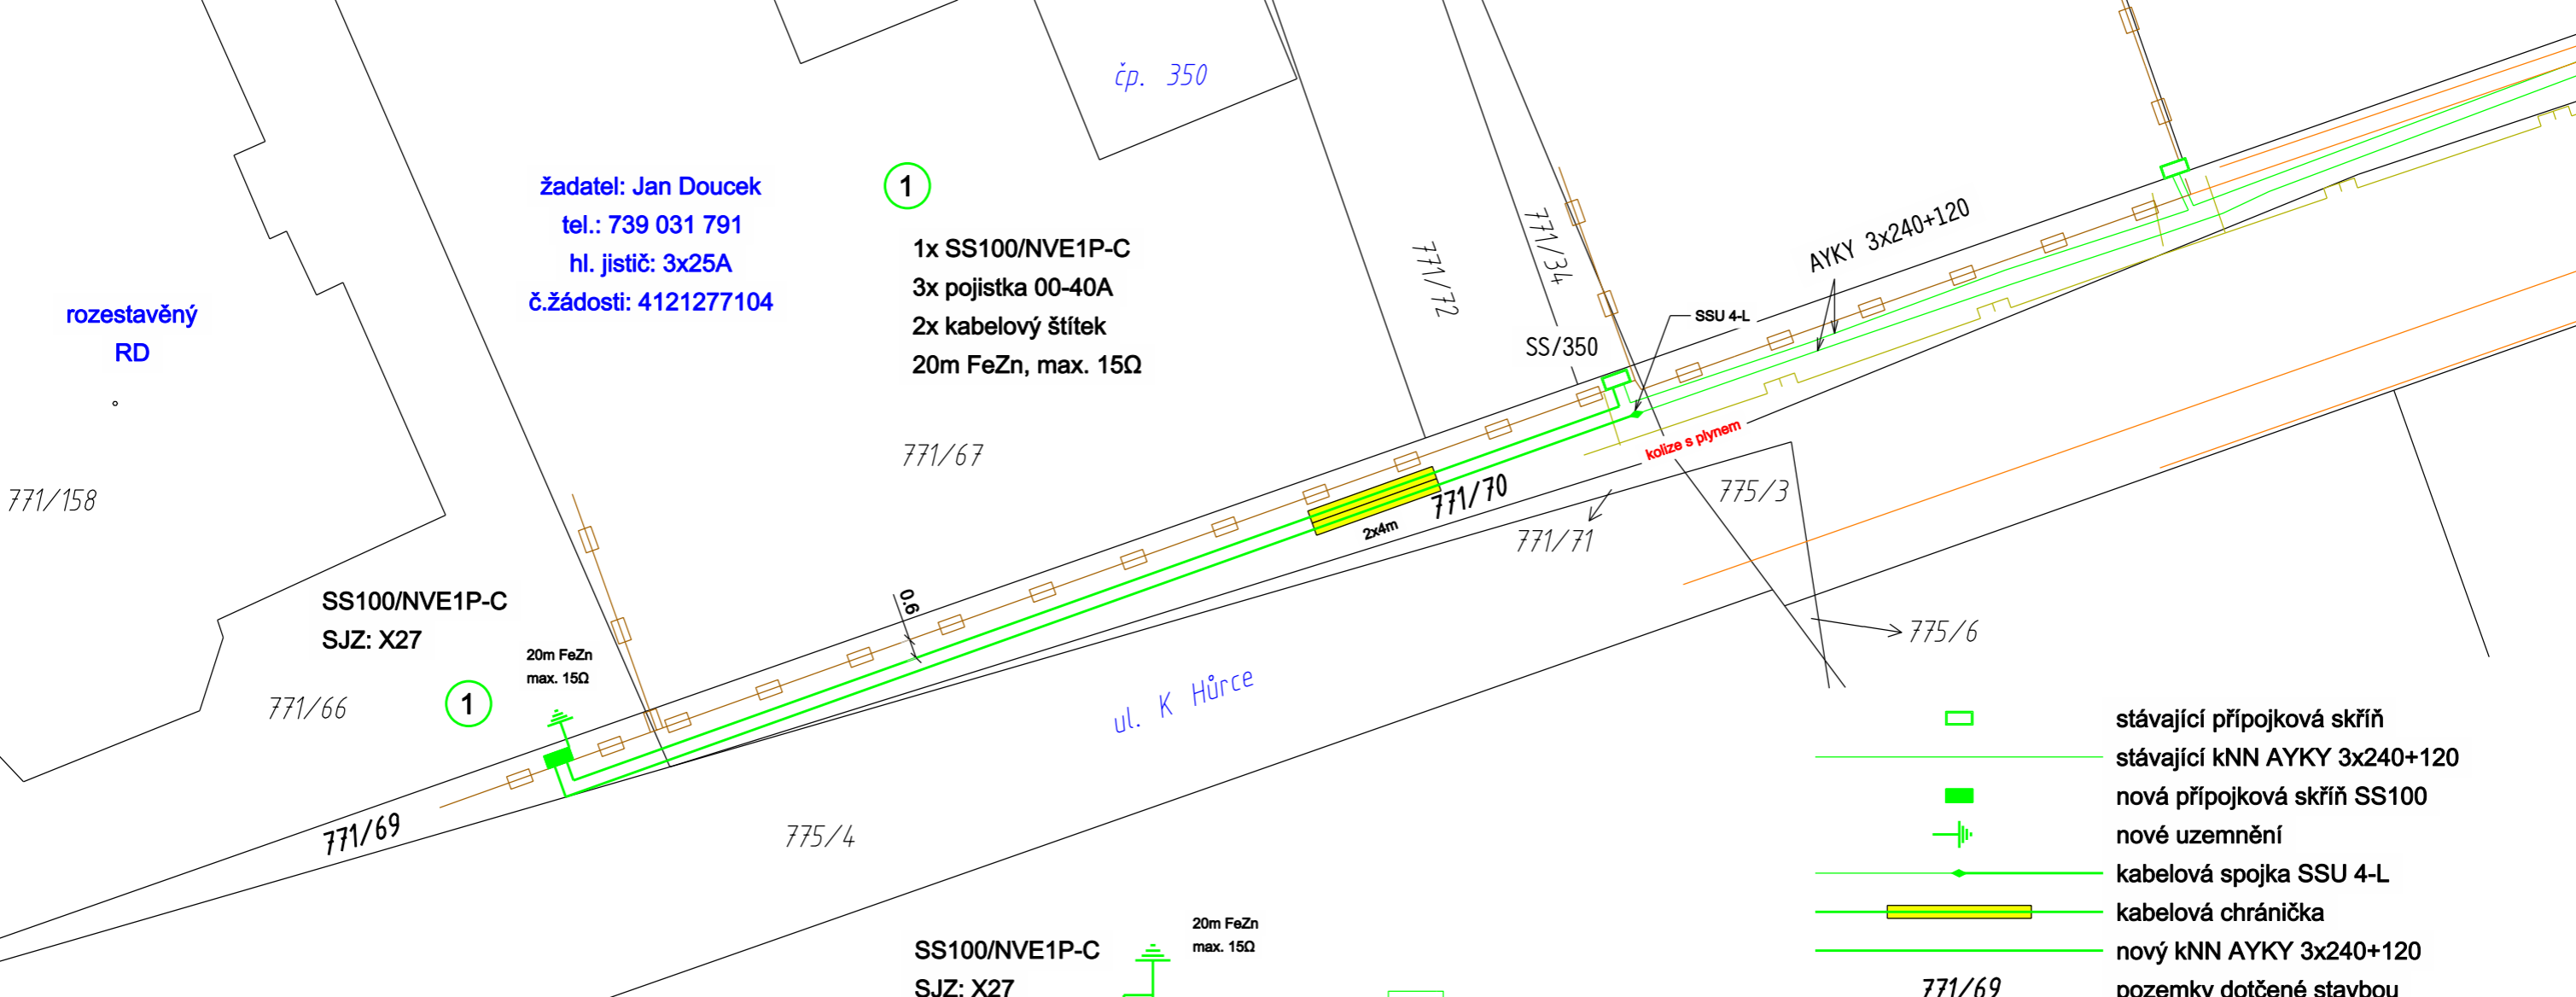 čp. 350
žadatel: Jan Doucek
tel.: 739 031 791
hl. jistič: 3x25A
č.žádosti: 4121277104
1
1x SS100/NVE1P-C
3x pojistka 00-40A
2x kabelový štítek
20m FeZn, max. 15Ω
rozestavěný
RD
771/158
771/67
771/72
771/34
AYKY 3x240+120
SSU 4-L
SS/350
kolize s plynem
771/70
2x4m
771/71
775/3
775/6
0.6
SS100/NVE1P-C
SJZ: X27
20m FeZn
max. 15Ω
1
771/66
ul. K Hůrce
771/69
775/4
SS100/NVE1P-C
SJZ: X27
20m FeZn
max. 15Ω
stávající přípojková skříň
stávající kNN AYKY 3x240+120
nová přípojková skříň SS100
nové uzemnění
kabelová spojka SSU 4-L
kabelová chránička
nový kNN AYKY 3x240+120
771/69 pozemky dotčené stavbou